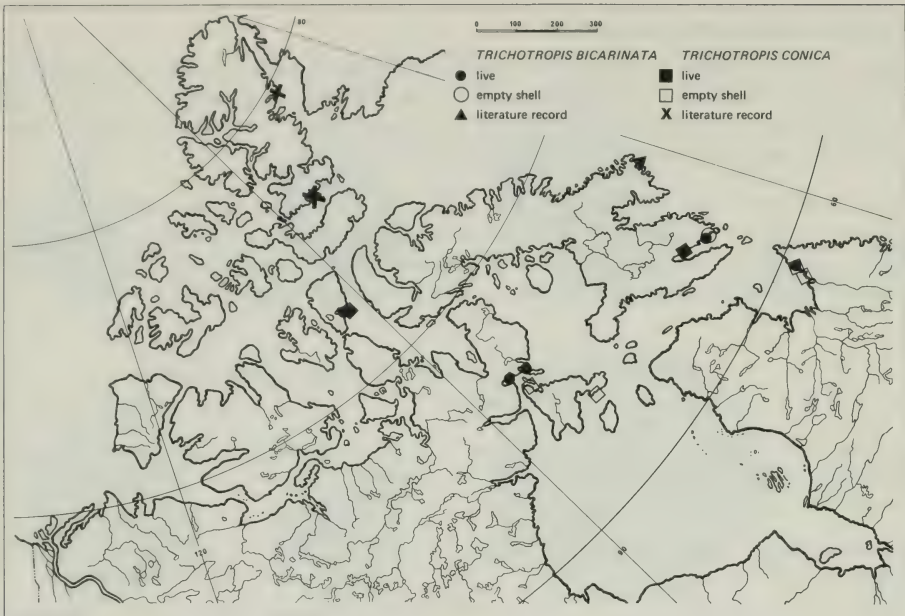 0 100 200 300
TRICHOTROPIS BICARINATA
live
empty shell
literature record
TRICHOTROPIS CONICA
live
empty shell
literature record
80
60
120
80